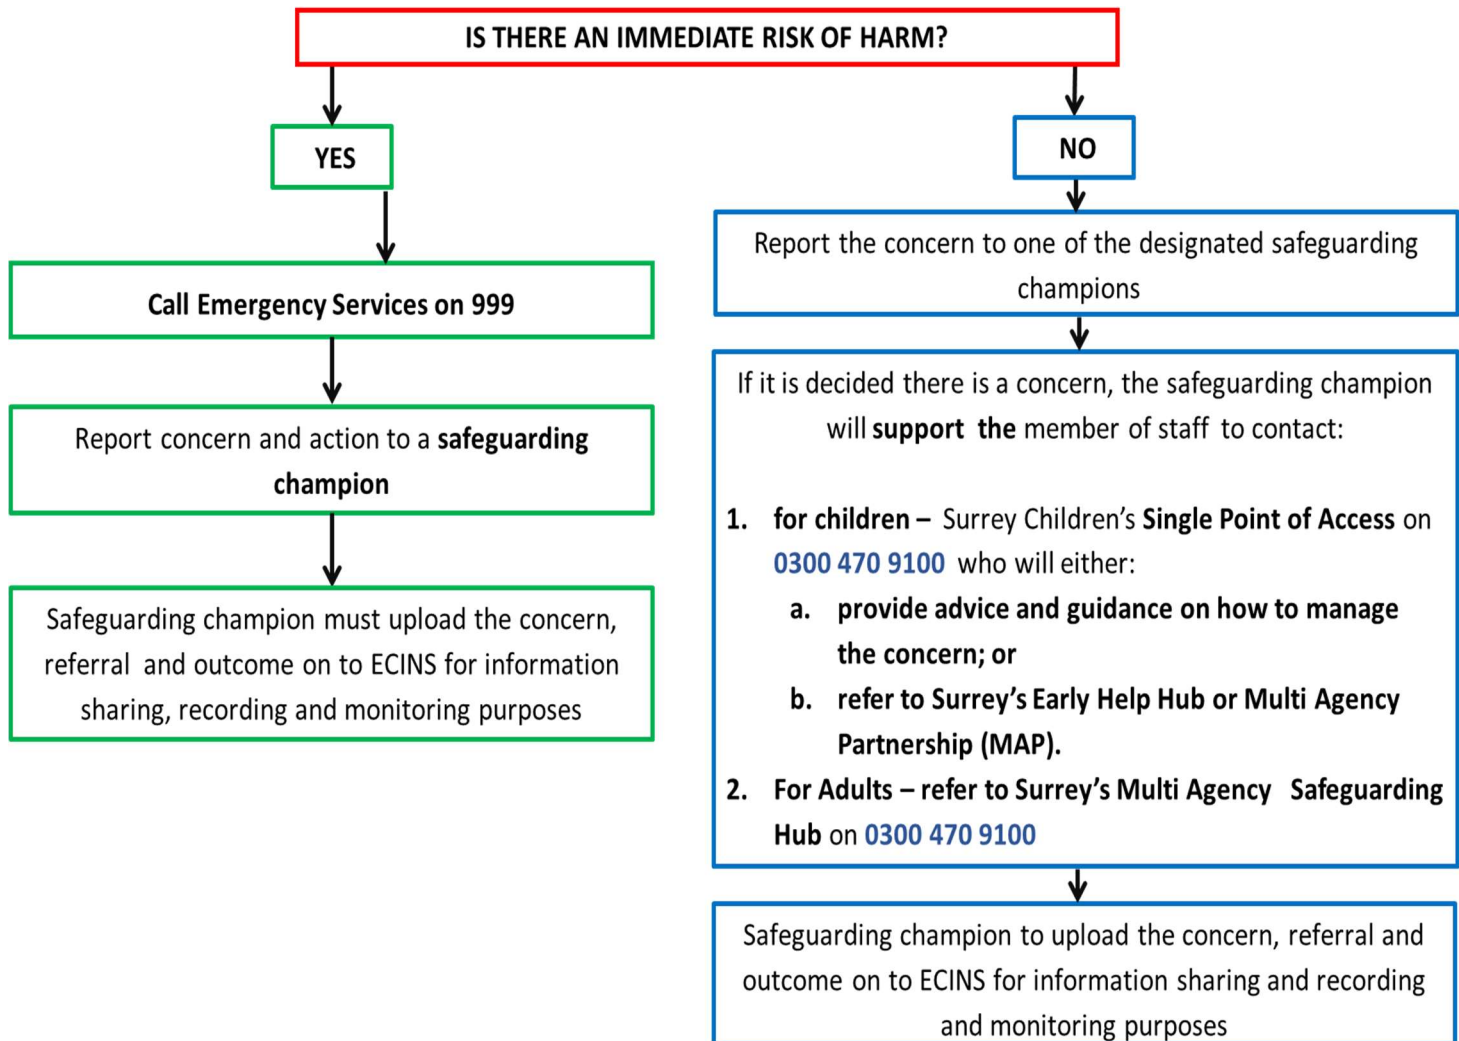 IS THERE AN IMMEDIATE RISK OF HARM?
YES
Call Emergency Services on 999
Report concern and action to a safeguarding
champion
Safeguarding champion must upload the concern,
referral and outcome on to ECINS for information
sharing, recording and monitoring purposes
NO
Report the concern to one of the designated safeguarding
champions
If it is decided there is a concern, the safeguarding champion
will support the member of staff to contact:
1. for children – Surrey Children’s Single Point of Access on
0300 470 9100 who will either:
a. provide advice and guidance on how to manage
the concern; or
b. refer to Surrey’s Early Help Hub or Multi Agency
Partnership (MAP).
2. For Adults – refer to Surrey’s Multi Agency Safeguarding
Hub on 0300 470 9100
Safeguarding champion to upload the concern, referral and
outcome on to ECINS for information sharing and recording
and monitoring purposes